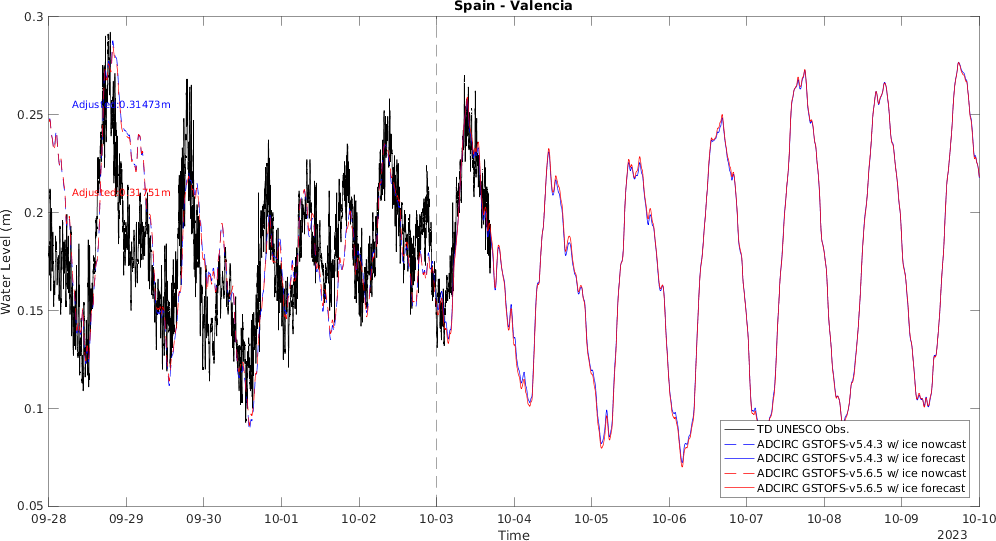 Spain - Valencia
0.3
0.25
0.2
0.15
0.1
0.05
Water Level (m)
Adjusted:0.31473m
Adjusted:0.31751m
TD UNESCO Obs.
ADCIRC GSTOFS-v5.4.3 w/ ice nowcast
ADCIRC GSTOFS-v5.4.3 w/ ice forecast
ADCIRC GSTOFS-v5.6.5 w/ ice nowcast
ADCIRC GSTOFS-v5.6.5 w/ ice forecast
09-28 09-29 09-30 10-01 10-02 10-03 10-04 10-05 10-06 10-07 10-08 10-09 10-10
Time
2023